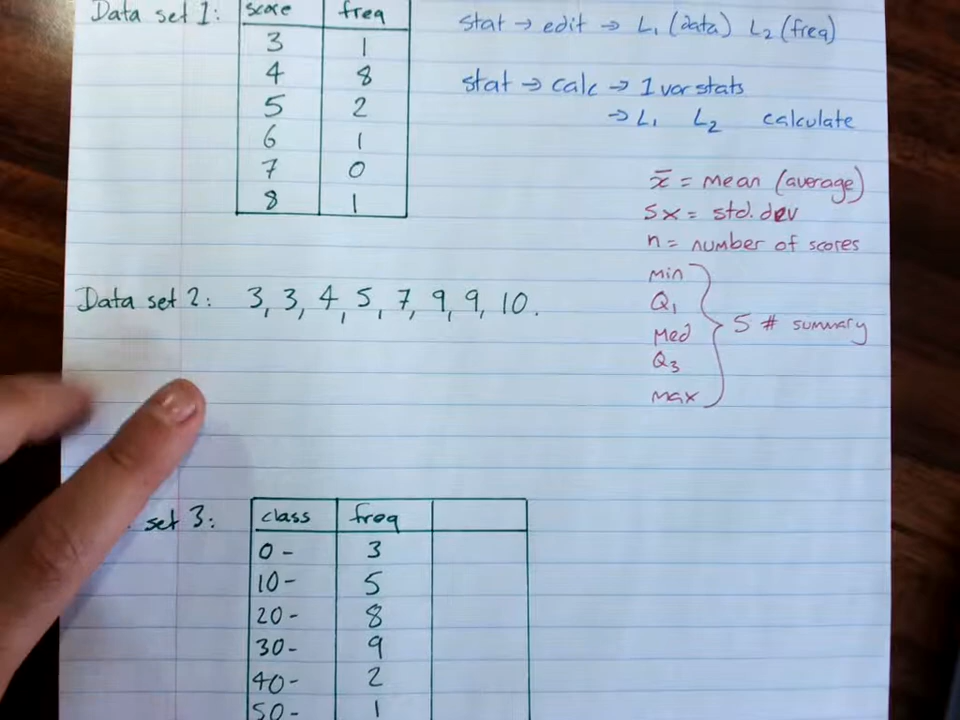 Data set 1:
score freq
3 1
4 8
5 2
6 1
7 0
8 1
stat → edit → L₁ (data) L₂ (freq)
stat → calc → 1 var stats
→ L₁ L₂ calculate
x̄ = mean (average)
Sx = std. dev
n = number of scores
min
Q₁
Med
Q₃
max
5 # summary
Data set 2: 3, 3, 4, 5, 7, 9, 9, 10.
set 3:
class freq
0- 3
10- 5
20- 8
30- 9
40- 2
50- 1